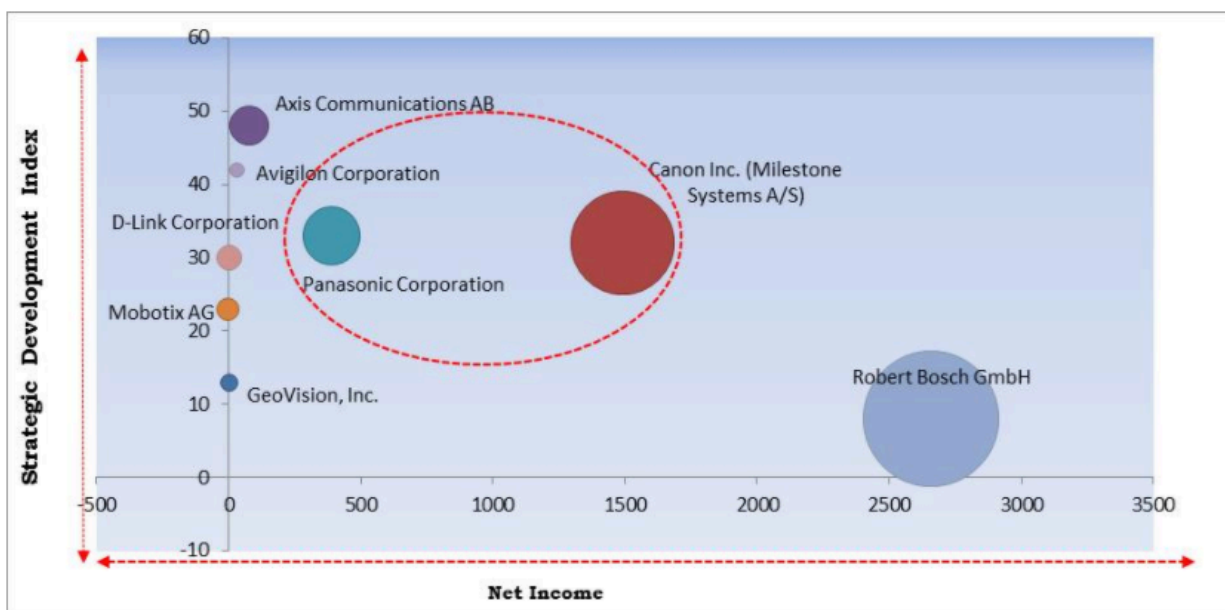 60
50
40
30
20
10
0
-10
Strategic Development Index
Axis Communications AB
Avigilon Corporation
Canon Inc. (Milestone
Systems A/S)
D-Link Corporation
Panasonic Corporation
Mobotix AG
Robert Bosch GmbH
GeoVision, Inc.
-500 0 500 1000 1500 2000 2500 3000 3500
Net Income